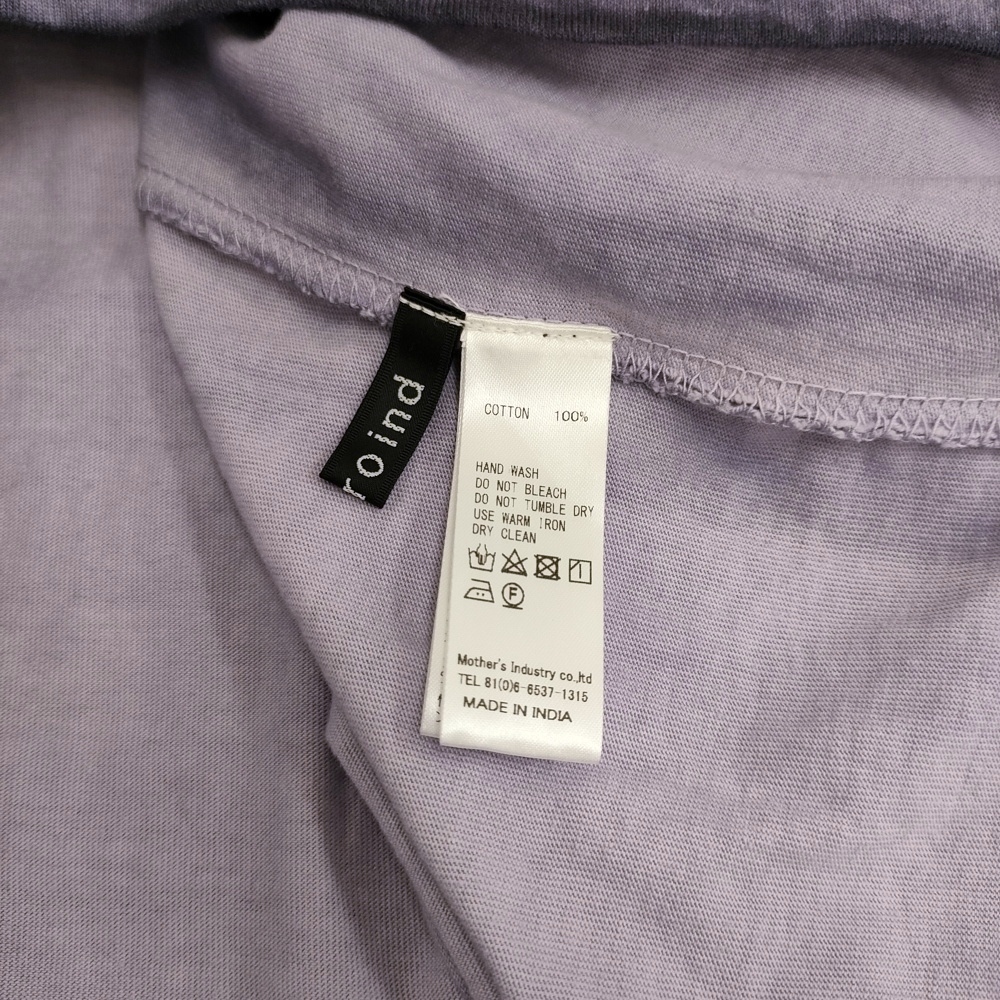 roind
COTTON 100%
HAND WASH
DO NOT BLEACH
DO NOT TUMBLE DRY
USE WARM IRON
DRY CLEAN
F
Mother's Industry co.,ltd
TEL 81(0)6-6537-1315
MADE IN INDIA